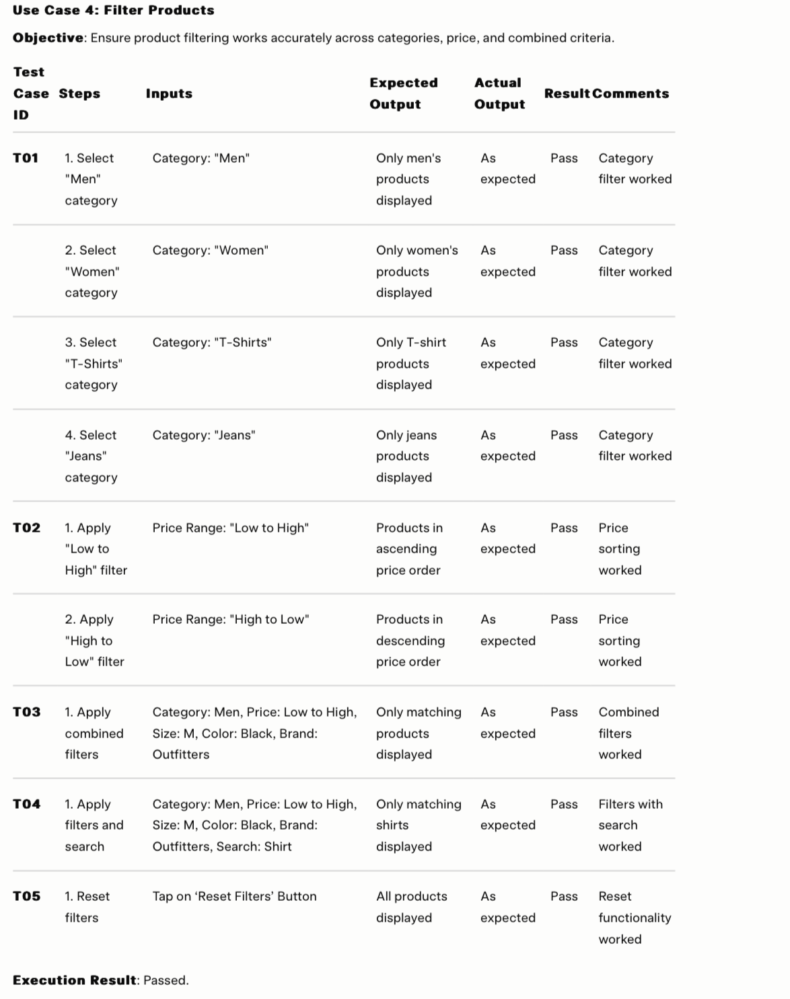 Use Case 4: Filter Products
Objective: Ensure product filtering works accurately across categories, price, and combined criteria.
Test Case ID Steps Inputs Expected Output Actual Output Result Comments
T01 1. Select "Men" category Category: "Men" Only men's products displayed As expected Pass Category filter worked
2. Select "Women" category Category: "Women" Only women's products displayed As expected Pass Category filter worked
3. Select "T-Shirts" category Category: "T-Shirts" Only T-shirt products displayed As expected Pass Category filter worked
4. Select "Jeans" category Category: "Jeans" Only jeans products displayed As expected Pass Category filter worked
T02 1. Apply "Low to High" filter Price Range: "Low to High" Products in ascending price order As expected Pass Price sorting worked
2. Apply "High to Low" filter Price Range: "High to Low" Products in descending price order As expected Pass Price sorting worked
T03 1. Apply combined filters Category: Men, Price: Low to High, Size: M, Color: Black, Brand: Outfitters Only matching products displayed As expected Pass Combined filters worked
T04 1. Apply filters and search Category: Men, Price: Low to High, Size: M, Color: Black, Brand: Outfitters, Search: Shirt Only matching shirts displayed As expected Pass Filters with search worked
T05 1. Reset filters Tap on ‘Reset Filters’ Button All products displayed As expected Pass Reset functionality worked
Execution Result: Passed.